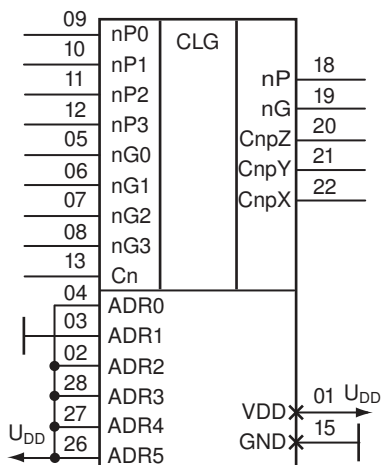 09 nP0 CLG
10 nP1
11 nP2 nP 18
12 nP3 nG 19
05 nG0 CnpZ 20
06 nG1 CnpY 21
07 nG2 CnpX 22
08 nG3
13 Cn
04 ADR0
03 ADR1
02 ADR2
28 ADR3
27 ADR4 VDD 01 UDD
UDD 26 ADR5 GND 15